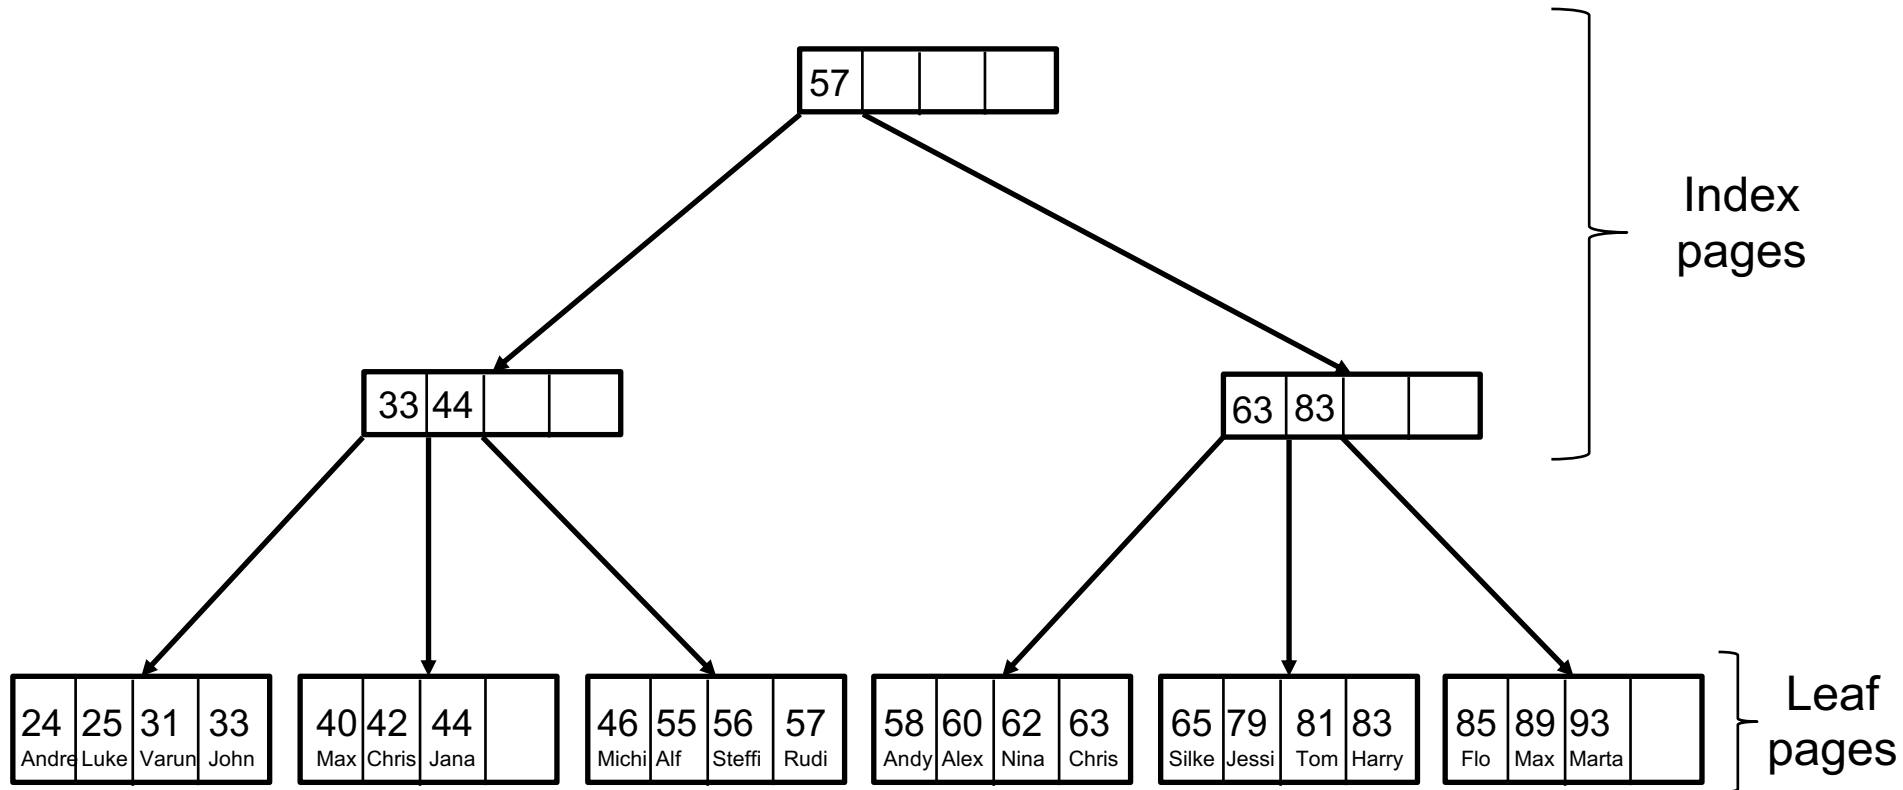 57
Index
pages
33 44
63 83
24 25 31 33
Andre Luke Varun John
40 42 44
Max Chris Jana
46 55 56 57
Michi Alf Steffi Rudi
58 60 62 63
Andy Alex Nina Chris
65 79 81 83
Silke Jessi Tom Harry
85 89 93
Flo Max Marta
Leaf
pages